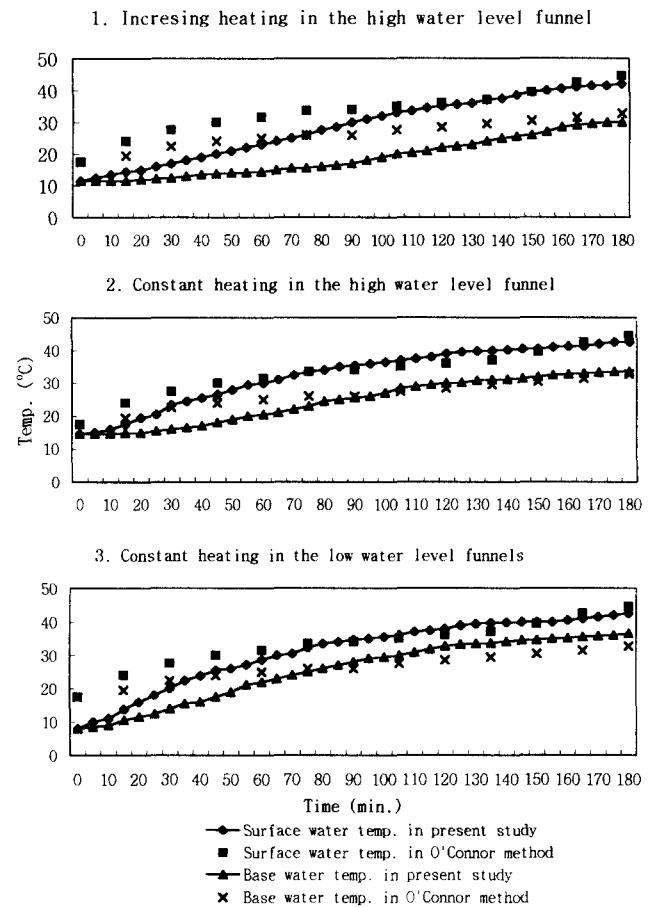 1. Incresing heating in the high water level funnel
50
40
30
20
10
0
0 10 20 30 40 50 60 70 80 90 100 110 120 130 140 150 160 170 180
2. Constant heating in the high water level funnel
Temp. (°C)
50
40
30
20
10
0
0 10 20 30 40 50 60 70 80 90 100 110 120 130 140 150 160 170 180
3. Constant heating in the low water level funnels
50
40
30
20
10
0
0 10 20 30 40 50 60 70 80 90 100 110 120 130 140 150 160 170 180
Time (min.)
Surface water temp. in present study
Surface water temp. in O'Connor method
Base water temp. in present study
Base water temp. in O'Connor method